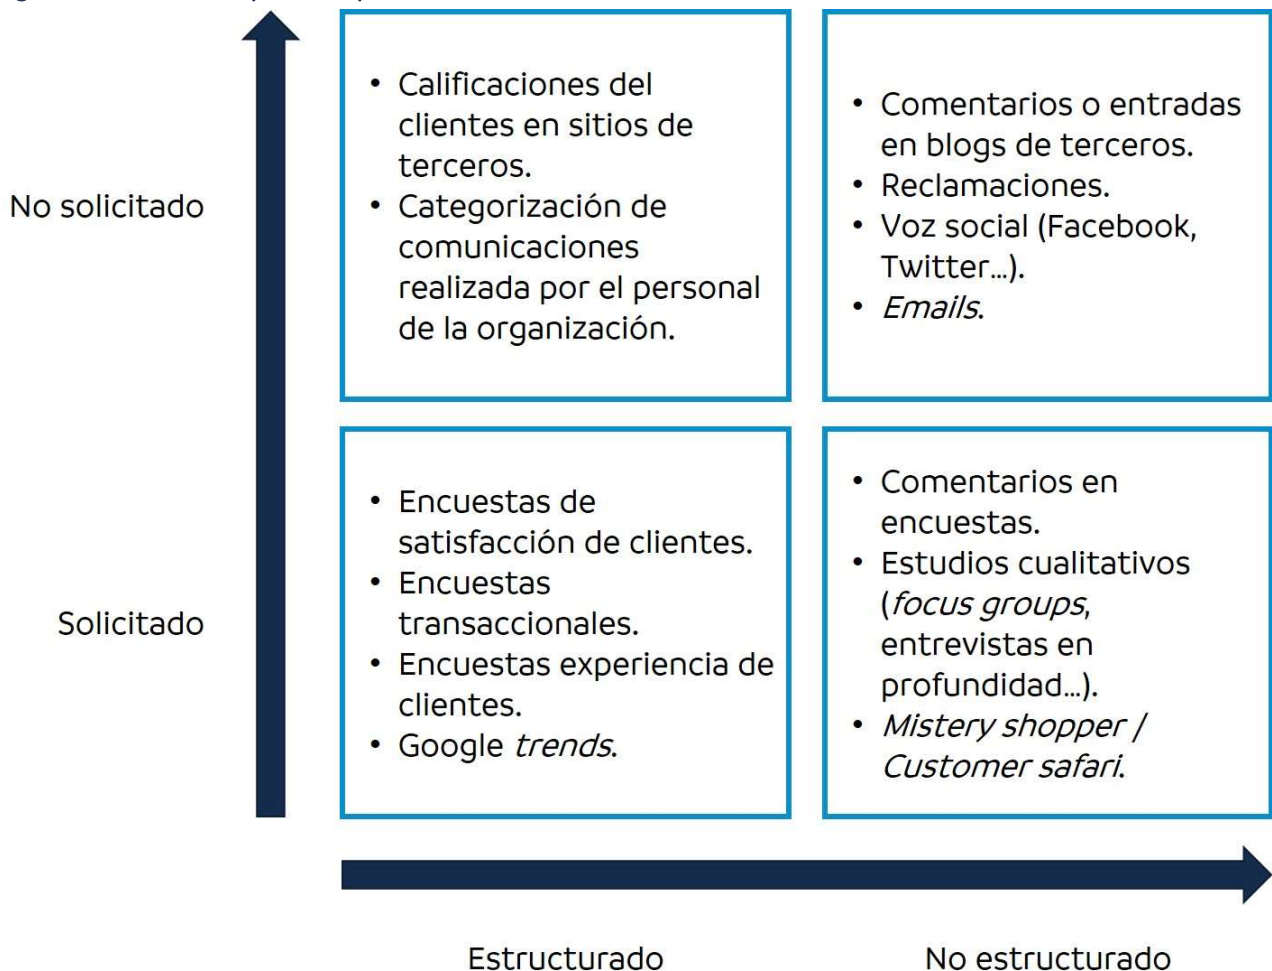 No solicitado
• Calificaciones del
clientes en sitios de
terceros.
• Categorización de
comunicaciones
realizada por el personal
de la organización.
• Comentarios o entradas
en blogs de terceros.
• Reclamaciones.
• Voz social (Facebook,
Twitter...).
• Emails.
Solicitado
• Encuestas de
satisfacción de clientes.
• Encuestas
transaccionales.
• Encuestas experiencia de
clientes.
• Google trends.
• Comentarios en
encuestas.
• Estudios cualitativos
(focus groups,
entrevistas en
profundidad...).
• Mistery shopper /
Customer safari.
Estructurado
No estructurado